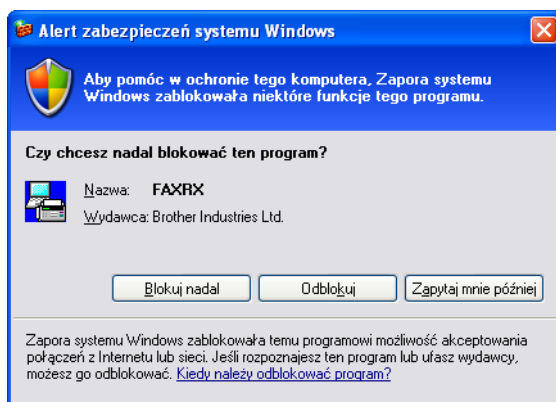 Alert zabezpieczeń systemu Windows
Aby pomóc w ochronie tego komputera, Zapora systemu
Windows zablokowała niektóre funkcje tego programu.
Czy chcesz nadal blokować ten program?
Nazwa: FAXRX
Wydawca: Brother Industries Ltd.
Blokuj nadal Odblokuj Zapytaj mnie później
Zapora systemu Windows zablokowała temu programowi możliwość akceptowania
połączeń z Internetu lub sieci. Jeśli rozpoznajesz ten program lub ufasz wydawcy,
możesz go odblokować. Kiedy należy odblokować program?